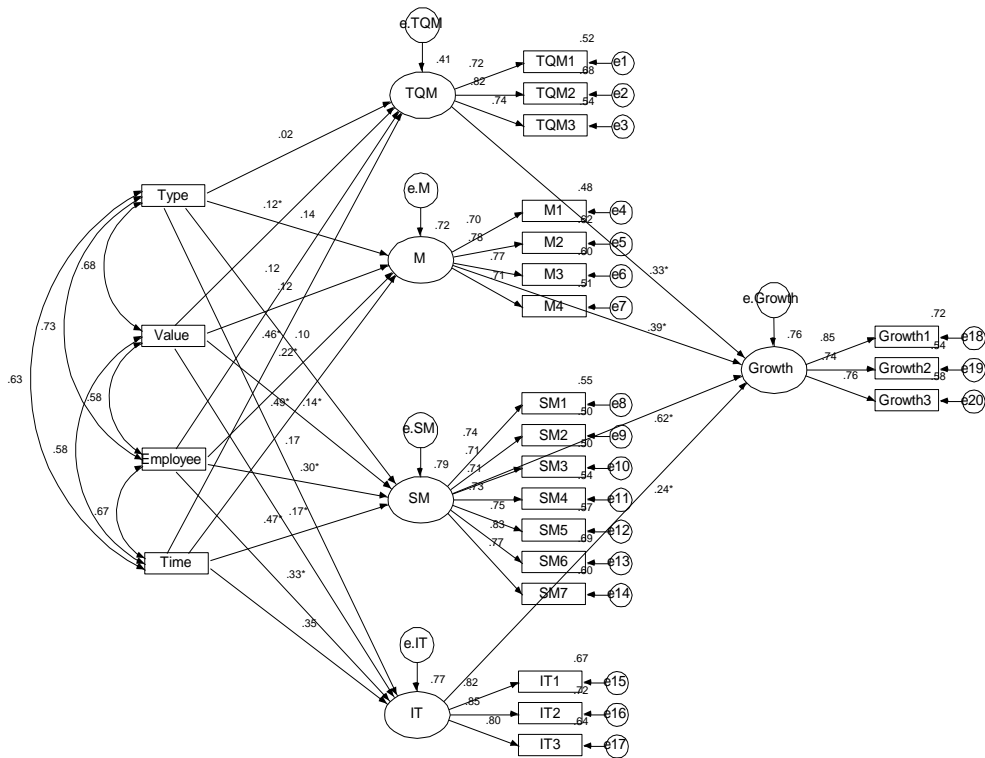 e.TQM
.52
.41
.72
TQM1
e1
.68
.82
TQM
TQM2
e2
.54
.74
TQM3
e3
.02
e.M
.48
Type
.12*
.14
.72
.70
M1
e4
.62
.78
M2
e5
.60
M
.77
M3
e6
.51
.71
M4
e7
.68
.12
.12
.33*
e.Growth
.73
Value
.46*
.10
.39*
.76
.85
.72
Growth1
e18
.54
.22*
.74
Growth
Growth2
e19
.58
.76
Growth3
e20
.63
.58
.49*
.14*
.55
SM1
e8
.50
e.SM
.74
.62*
SM2
e9
.50
.58
.17
.71
Employee
.30*
.79
.71
SM3
e10
.54
.73
SM
SM4
e11
.57
.24*
.67
.47*
.17*
.75
.83
SM5
e12
.69
.77
Time
SM6
e13
.60
.33*
SM7
e14
.35
e.IT
.67
.77
.82
IT1
e15
.72
.85
IT
IT2
e16
.64
.80
IT3
e17